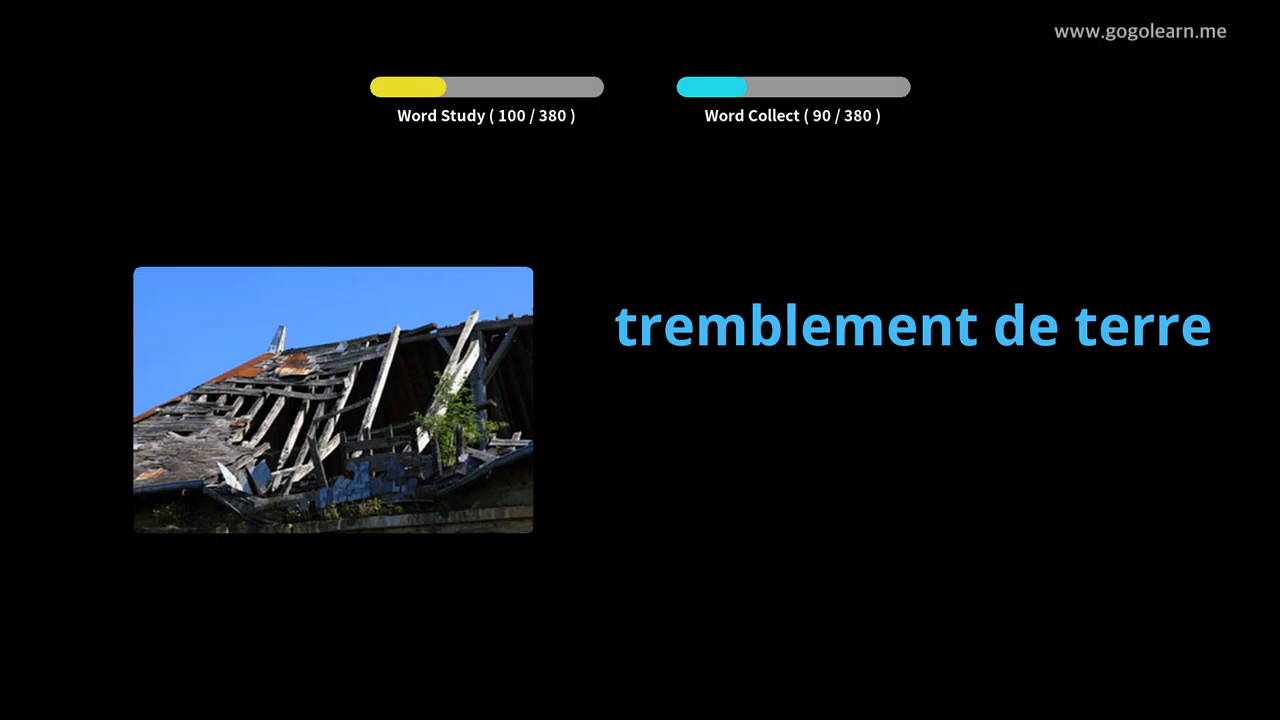 www.gogolearn.me
Word Study ( 100 / 380 )
Word Collect ( 90 / 380 )
tremblement de terre